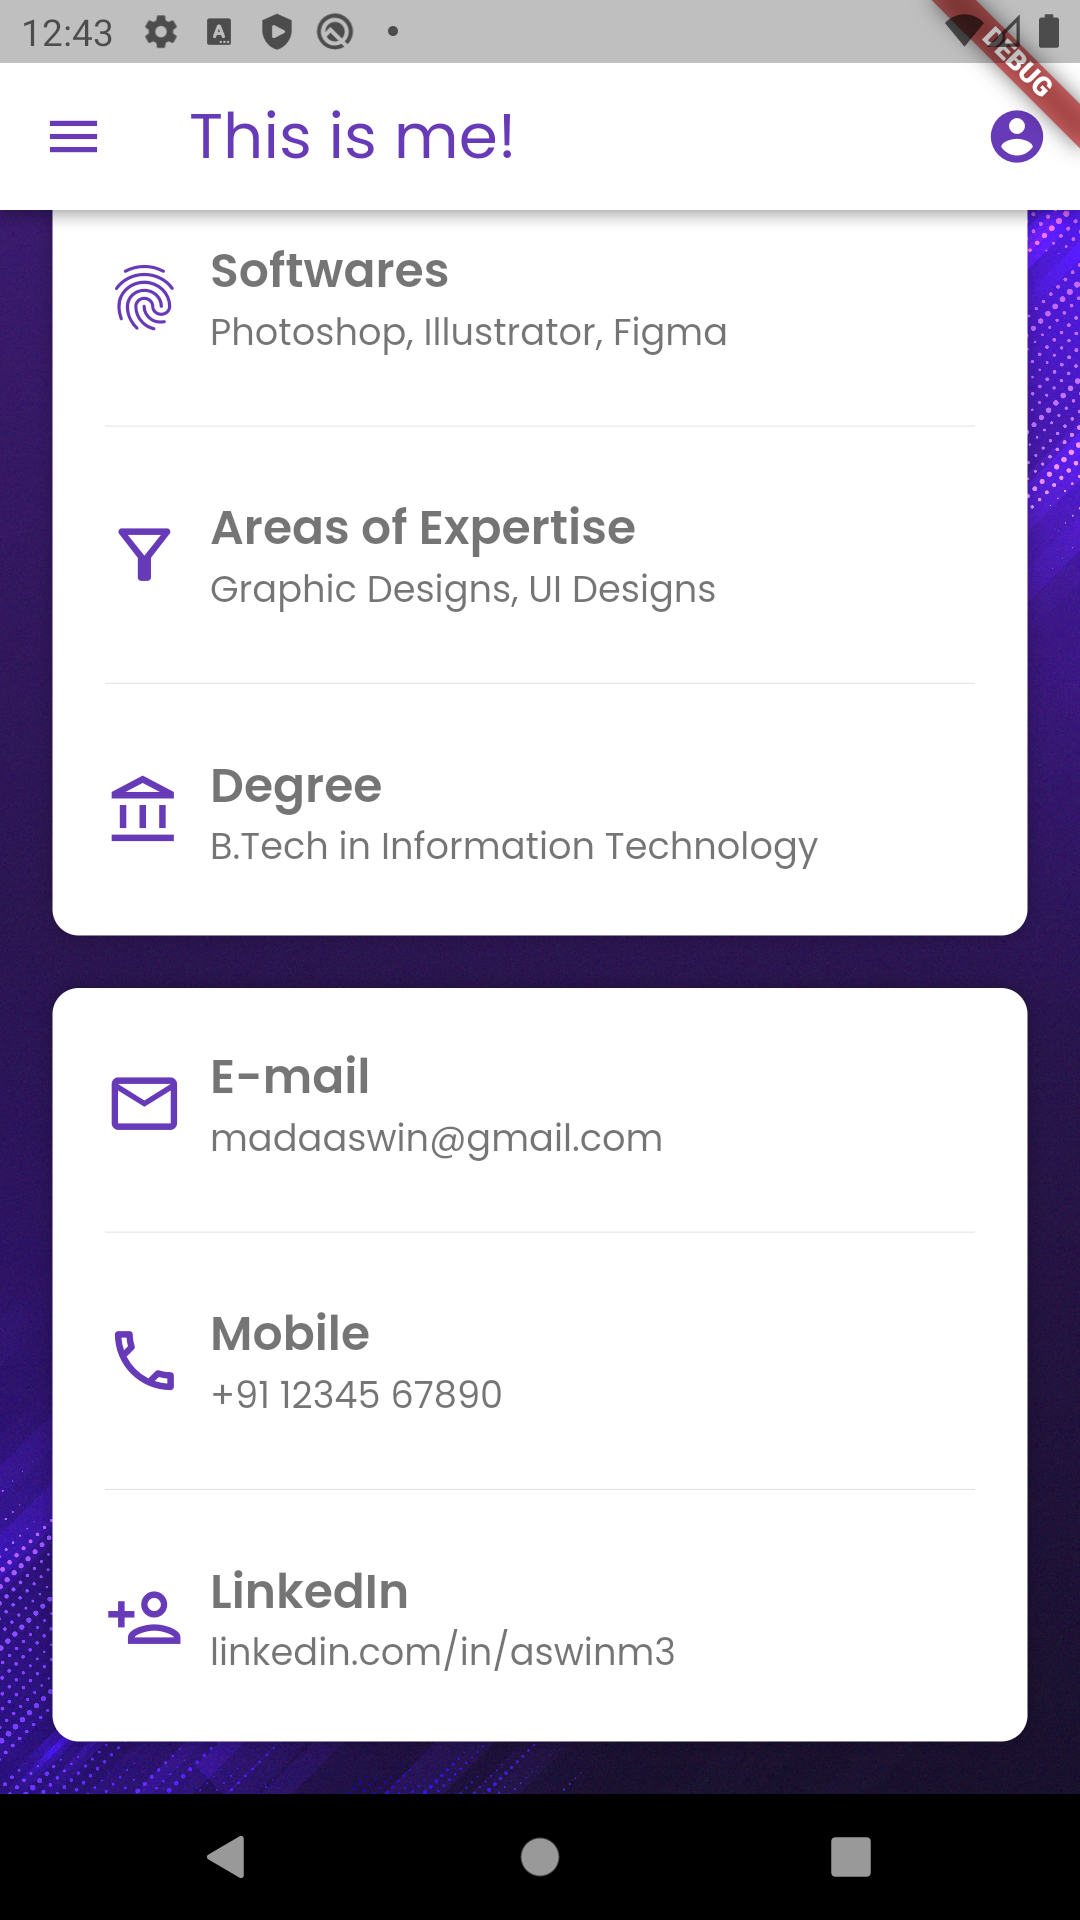 12:43
DEBUG
This is me!
Softwares
Photoshop, Illustrator, Figma
Areas of Expertise
Graphic Designs, UI Designs
Degree
B.Tech in Information Technology
E-mail
madaaswin@gmail.com
Mobile
+91 12345 67890
LinkedIn
linkedin.com/in/aswinm3